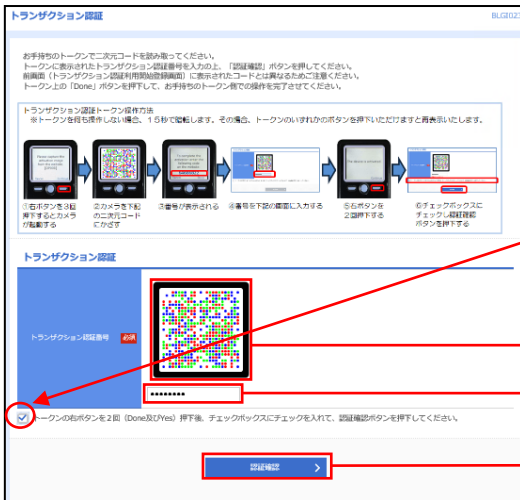 トランザクション認証
BLGI023
お手持ちのトークンで二次元コードを読み取ってください。
トークンに表示されたトランザクション認証番号を入力の上、「認証確認」ボタンを押してください。
前画面（トランザクション認証利用開始登録画面）に表示されたコードとは異なるためご注意ください。
トークン上の「Done」ボタンを押下して、お手持ちのトークン側での操作を完了させてください。
トランザクション認証トークン操作方法
※トークンを何も操作しない場合、１５秒で暗転します。その場合、トークンのいずれかのボタンを押下いただけますと再表示いたします。
①右ボタンを３回
押下するとカメラ
が起動する
②カメラを下記
の二次元コード
にかざす
③番号が表示される
④番号を下記の画面に入力する
⑤右ボタンを
２回押下する
⑥チェックボックスに
チェックし認証確認
ボタンを押下する
トランザクション認証
トランザクション認証番号 必須
••••••••
トークンの右ボタンを２回（Done及びYes）押下後、チェックボックスにチェックを入れて、認証確認ボタンを押下してください。
認証確認